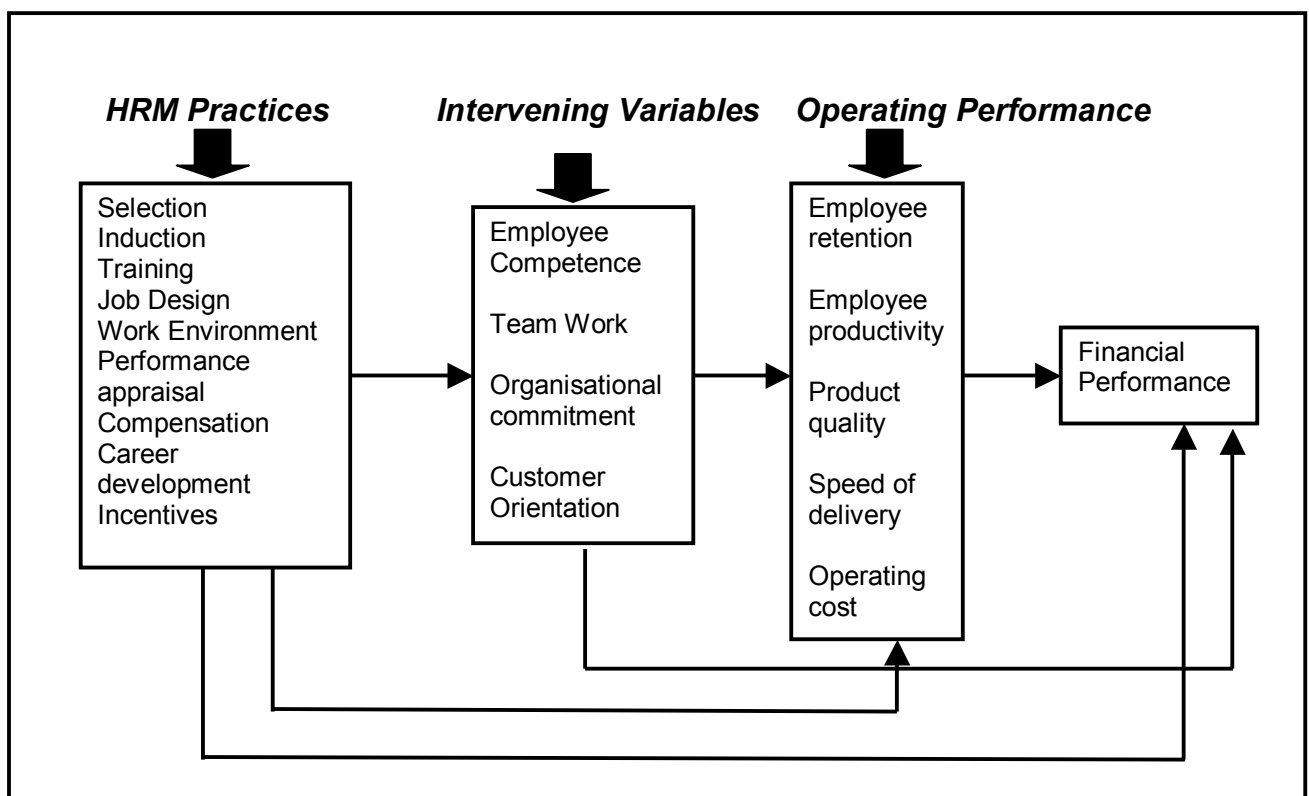 HRM Practices
Selection
Induction
Training
Job Design
Work Environment
Performance
appraisal
Compensation
Career
development
Incentives
Intervening Variables
Employee
Competence
Team Work
Organisational
commitment
Customer
Orientation
Operating Performance
Employee
retention
Employee
productivity
Product
quality
Speed of
delivery
Operating
cost
Financial
Performance